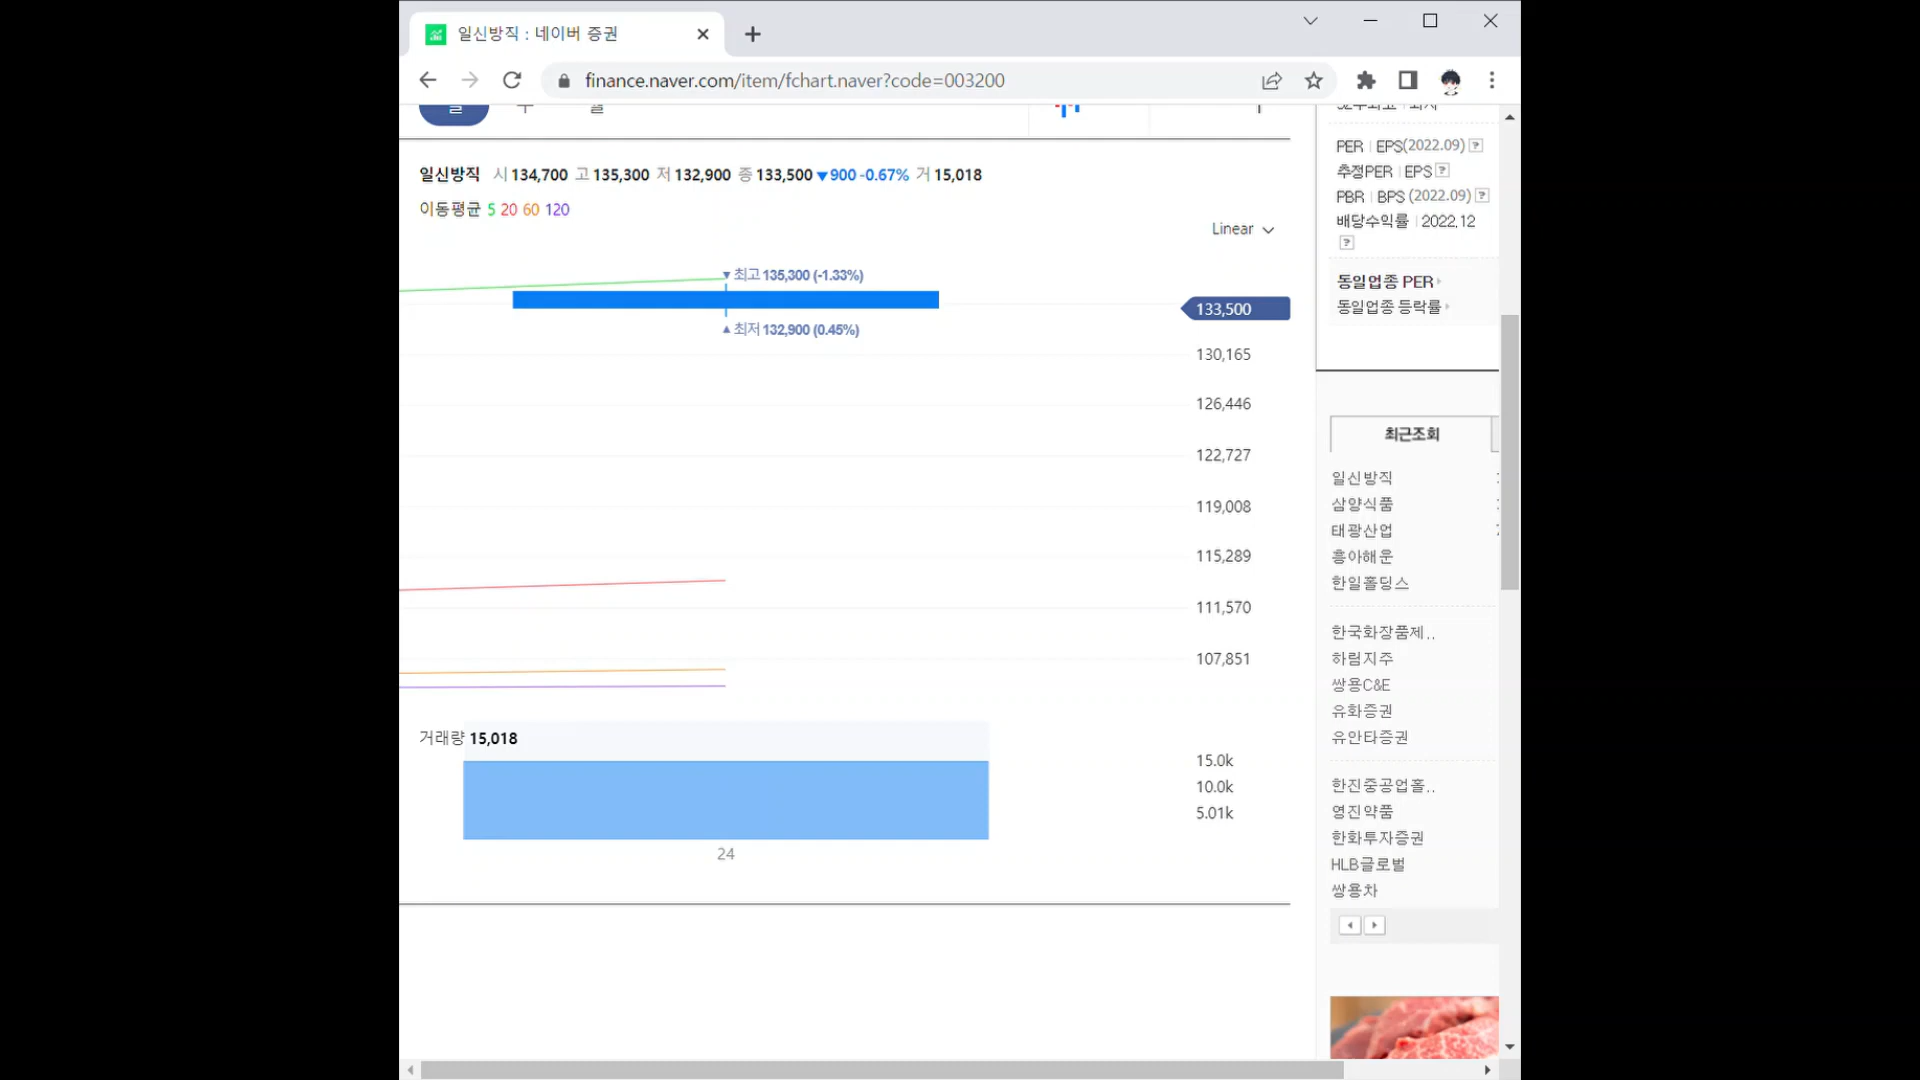 일신방직 : 네이버 증권
finance.naver.com/item/fchart.naver?code=003200
일신방직 시 134,700 고 135,300 저 132,900 종 133,500 ▼900 -0.67% 거 15,018
이동평균 5 20 60 120
Linear
▼최고 135,300 (-1.33%)
▲최저 132,900 (0.45%)
133,500
130,165
126,446
122,727
119,008
115,289
111,570
107,851
거래량 15,018
15.0k
10.0k
5.01k
24
PER | EPS(2022.09) ?
추정PER | EPS ?
PBR | BPS (2022.09) ?
배당수익률 | 2022.12
?
동일업종 PER
동일업종 등락률
최근조회
일신방직
삼양식품
태광산업
흥아해운
한일홀딩스
한국화장품제..
하림지주
쌍용C&E
유화증권
유안타증권
한진중공업홀..
영진약품
한화투자증권
HLB글로벌
쌍용차